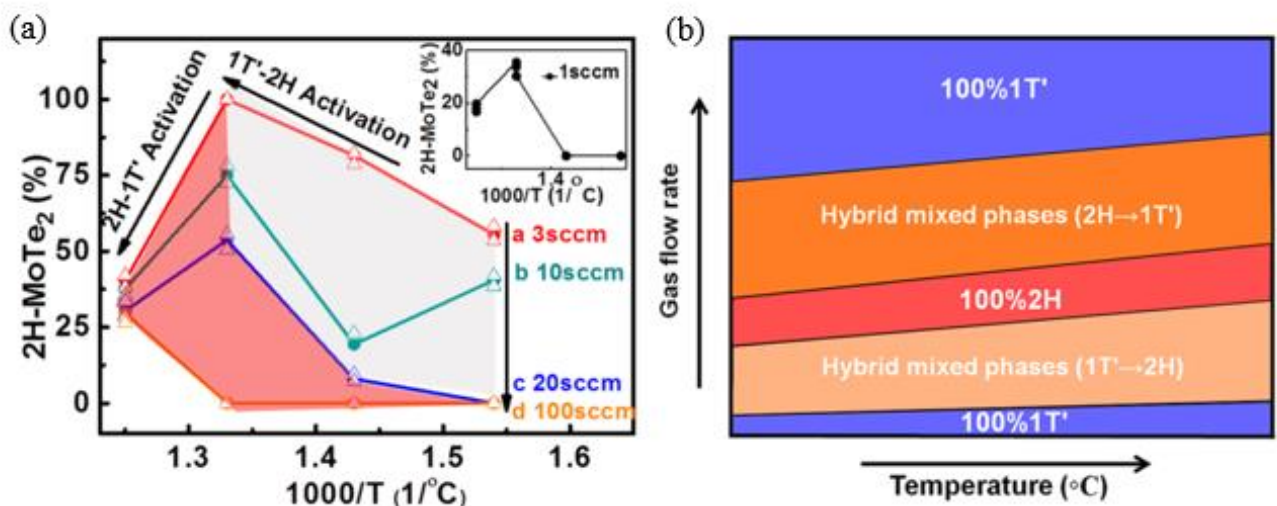 (a)
2H-MoTe2 (%)
100
75
50
25
0
1.3
1.4
1.5
1.6
1000/T (1/°C)
2H-1T' Activation
1T'-2H Activation
2H-MoTe2 (%)
40
20
0
1sccm
1.4
1000/T (1/°C)
a 3sccm
b 10sccm
c 20sccm
d 100sccm
(b)
Gas flow rate
100%1T'
Hybrid mixed phases (2H→1T')
100%2H
Hybrid mixed phases (1T'→2H)
100%1T'
Temperature (°C)